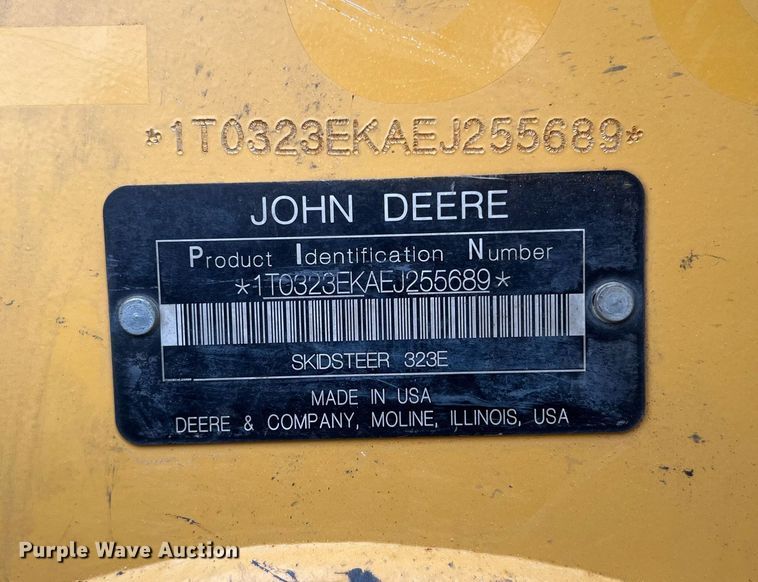 *1T0323EKAEJ255689*
JOHN DEERE
Product Identification Number
*1T0323EKAEJ255689*
SKIDSTEER 323E
MADE IN USA
DEERE & COMPANY, MOLINE, ILLINOIS, USA
Purple Wave Auction